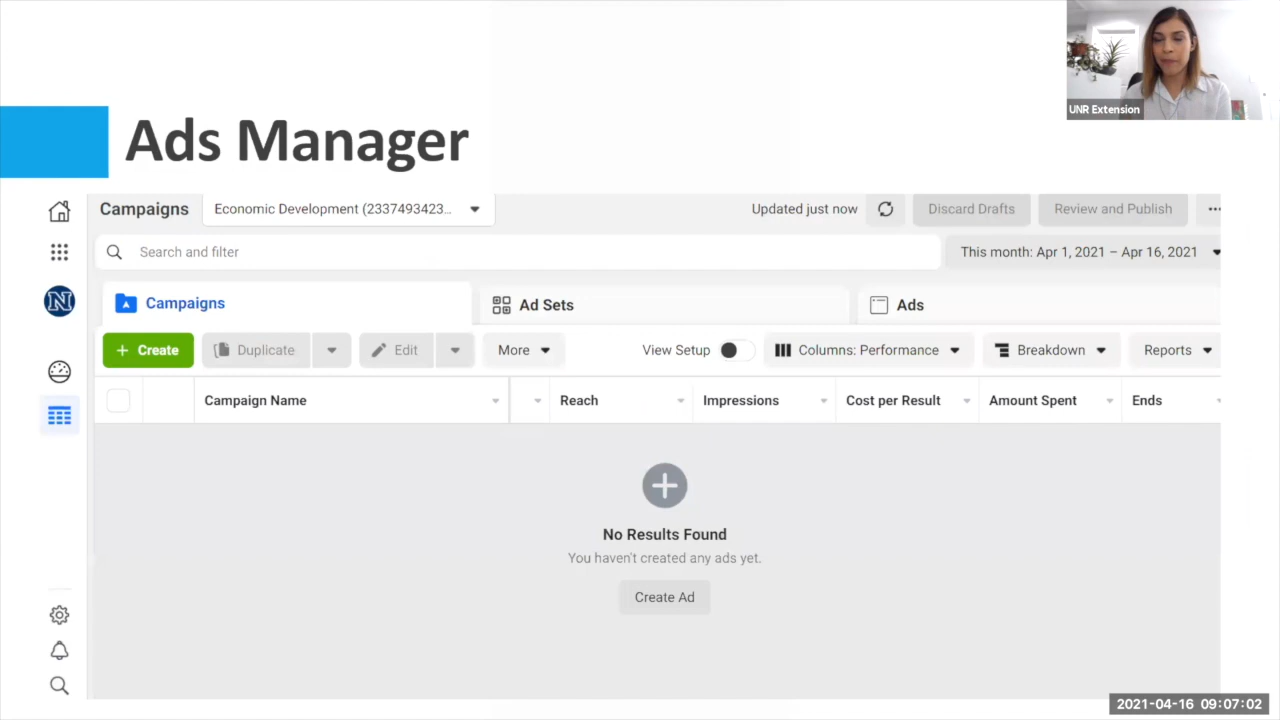 UNR Extension
Ads Manager
Campaigns
Economic Development (2337493423...
Updated just now
Discard Drafts
Review and Publish
...
Search and filter
This month: Apr 1, 2021 – Apr 16, 2021
N
Campaigns
Ad Sets
Ads
+ Create
Duplicate
Edit
More
View Setup
Columns: Performance
Breakdown
Reports
Campaign Name
Reach
Impressions
Cost per Result
Amount Spent
Ends
No Results Found
You haven't created any ads yet.
Create Ad
2021-04-16 09:07:02